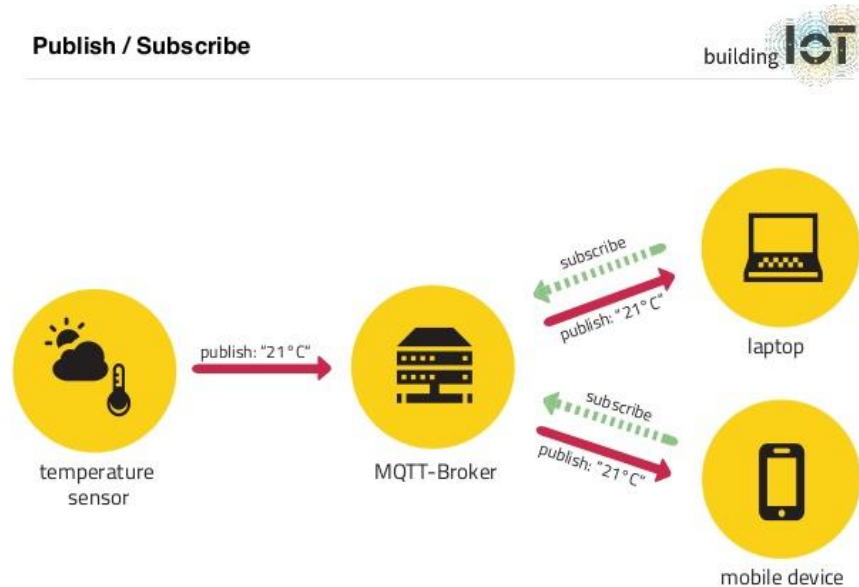 Publish / Subscribe
building IoT
subscribe
publish: "21°C"
laptop
publish: "21°C"
temperature
sensor
MQTT-Broker
subscribe
publish: "21°C"
mobile device